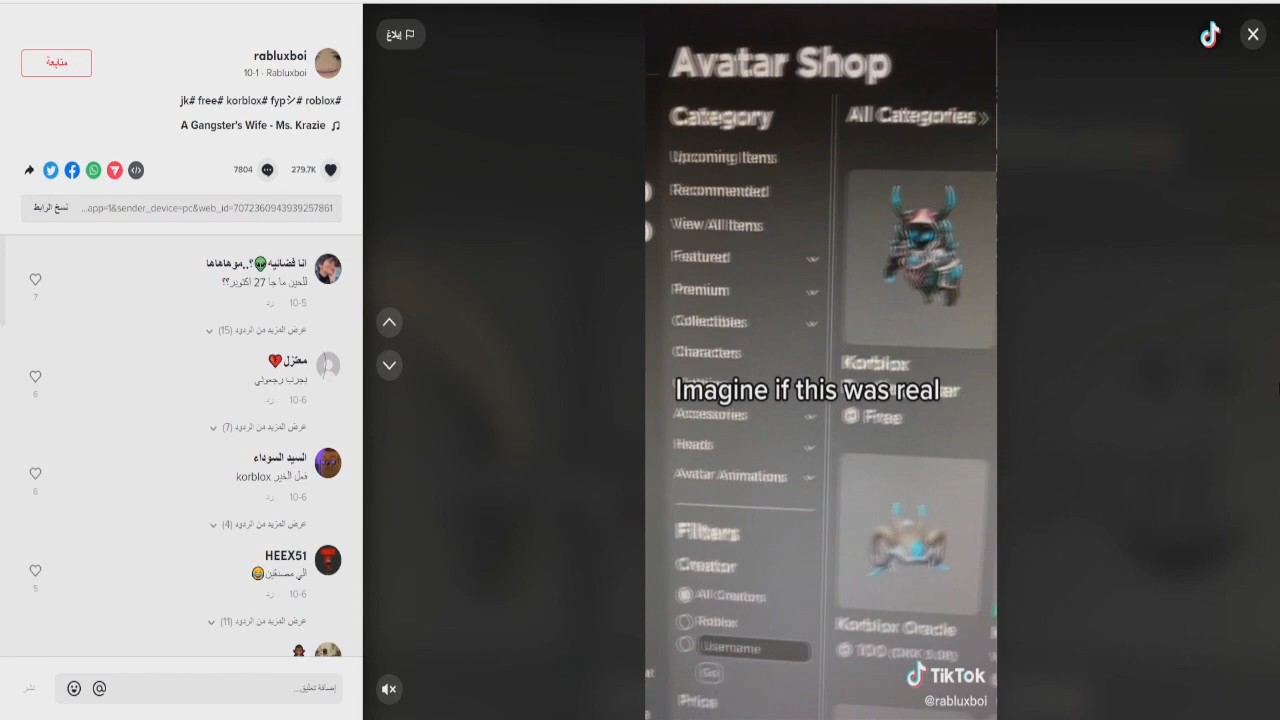 متابعة
rabluxboi
Rabluxboi · 10-1
#roblox #fypシ #korblox #free #jk
A Gangster's Wife - Ms. Krazie
7804
279.7K
نسخ الرابط
...app=1&sender_device=pc&web_id=7072360943939257861
انا فضائيه👽؟..موهاهاها
للحين ما جا 27 اكتوبر؟؟
10-5 رد
7
عرض المزيد من الردود (15)
معتزل💔
بجرب رجعولي
10-6 رد
6
عرض المزيد من الردود (7)
السيد السوداء
فعل الخير korblox
10-6 رد
6
عرض المزيد من الردود (4)
HEEX51
الي مصدقين😂
10-6 رد
5
عرض المزيد من الردود (11)
إضافة تعليق...
نشر
إبلاغ
Avatar Shop
Category
All Categories
Upcoming Items
Recommended
View All Items
Featured
Premium
Collectibles
Characters
Imagine if this was real
Accessories
Heads
Avatar Animations
Korblox
Free
Filters
Creator
All Creators
Roblox
Username
Go
Price
Korblox Oracle
100
TikTok
@rabluxboi